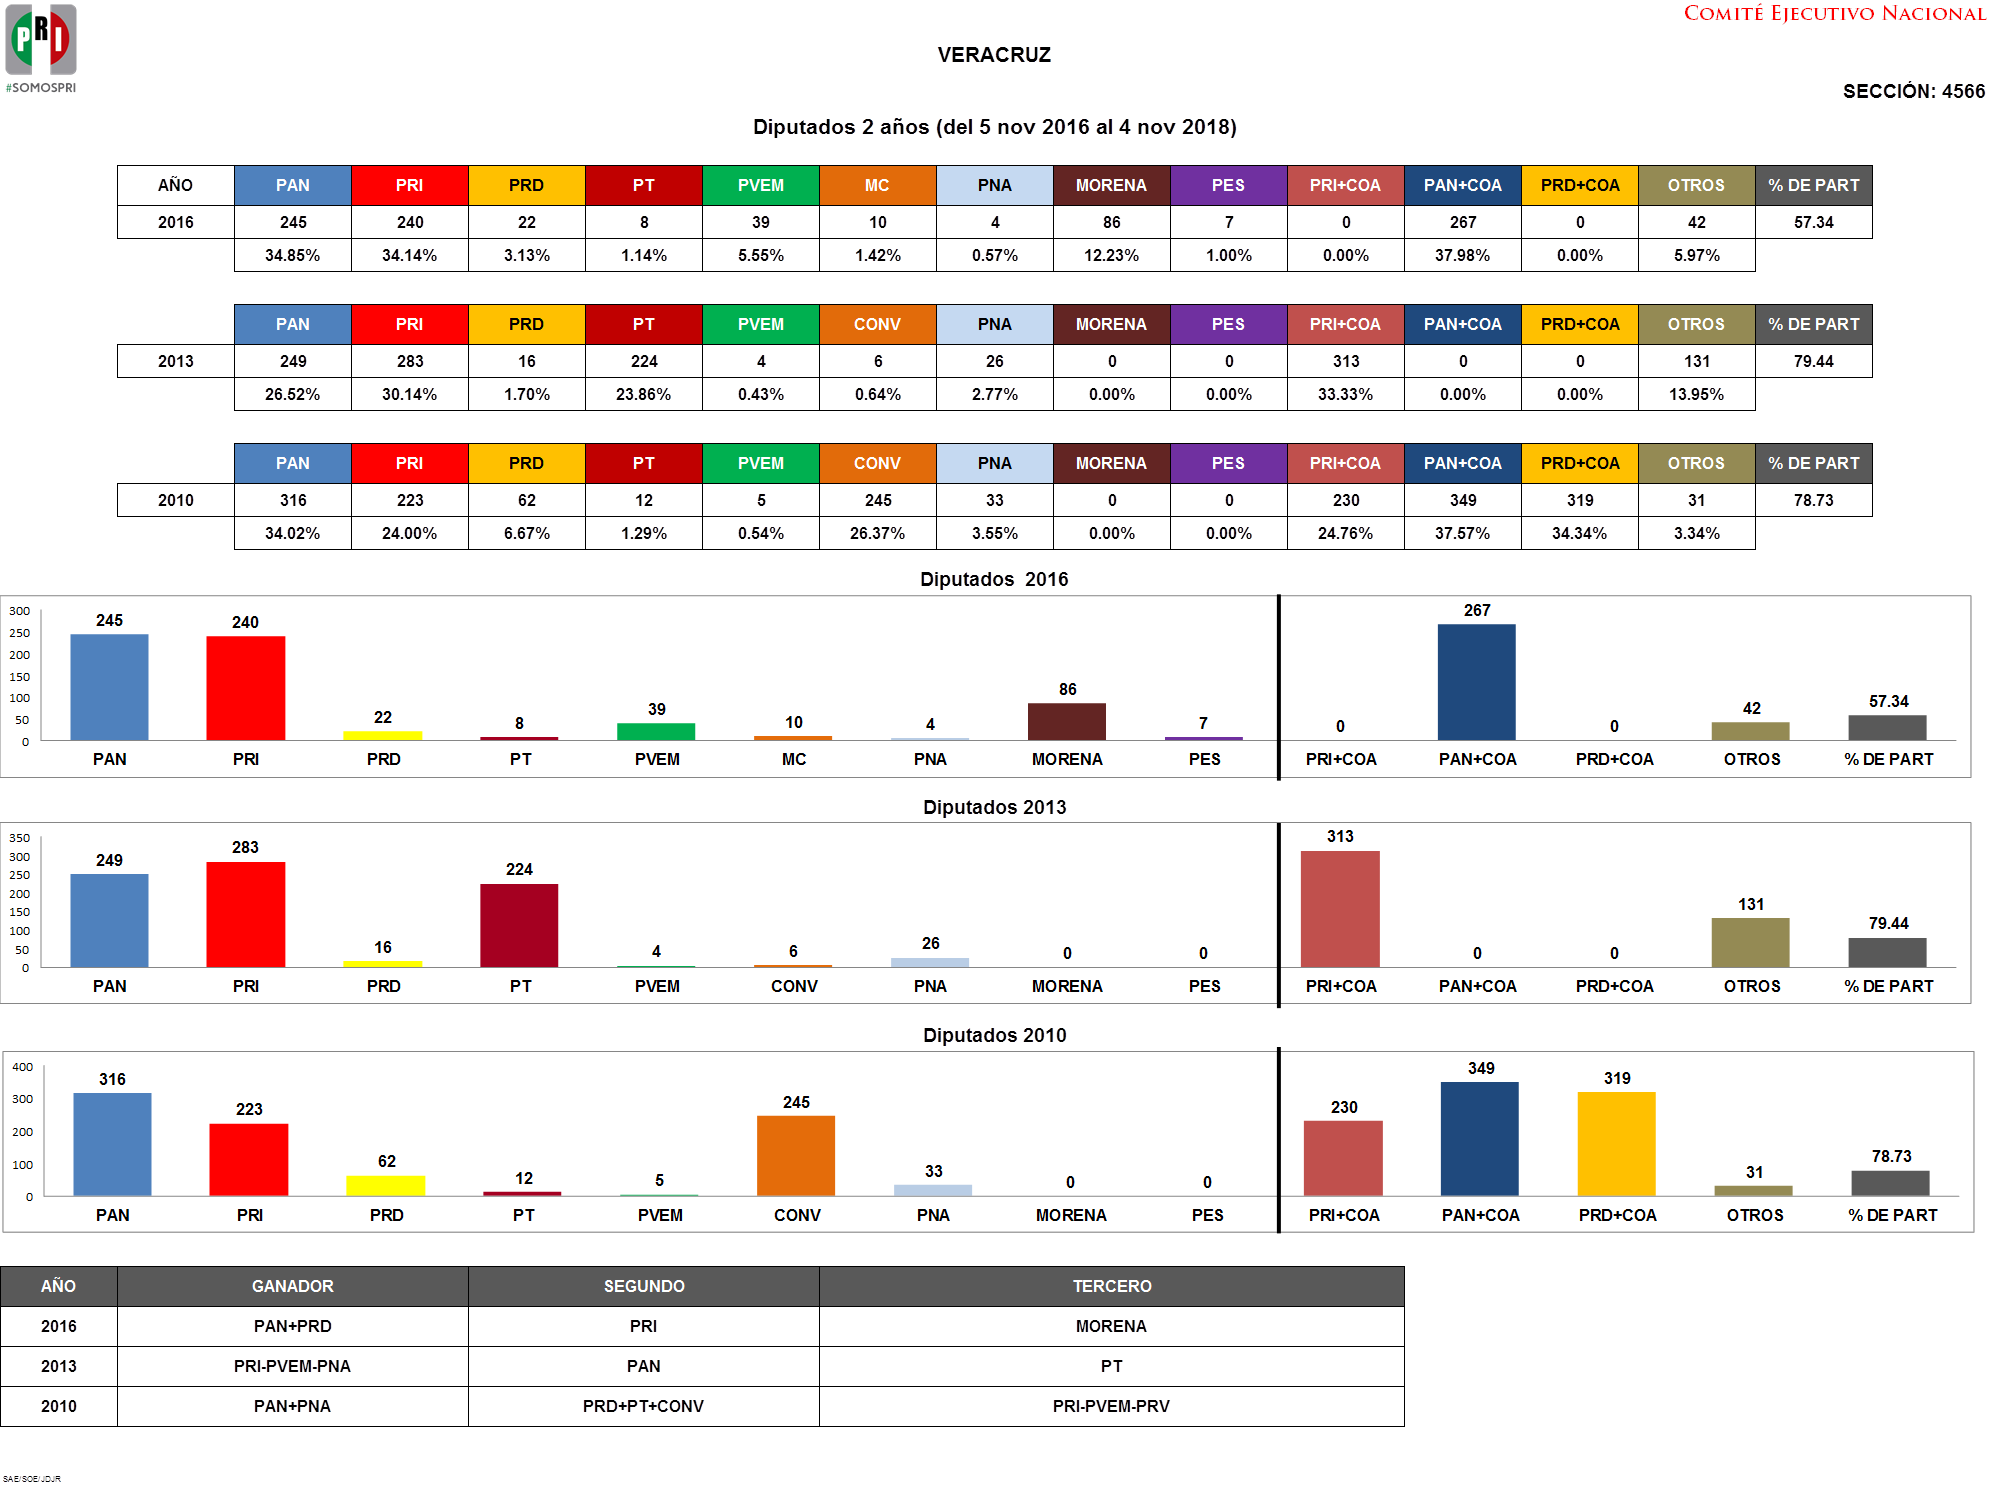 PRI
#SOMOSPRI
COMITÉ EJECUTIVO NACIONAL
VERACRUZ
SECCIÓN: 4566
Diputados 2 años (del 5 nov 2016 al 4 nov 2018)
AÑO PAN PRI PRD PT PVEM MC PNA MORENA PES PRI+COA PAN+COA PRD+COA OTROS % DE PART
2016 245 240 22 8 39 10 4 86 7 0 267 0 42 57.34
34.85% 34.14% 3.13% 1.14% 5.55% 1.42% 0.57% 12.23% 1.00% 0.00% 37.98% 0.00% 5.97%
PAN PRI PRD PT PVEM CONV PNA MORENA PES PRI+COA PAN+COA PRD+COA OTROS % DE PART
2013 249 283 16 224 4 6 26 0 0 313 0 0 131 79.44
26.52% 30.14% 1.70% 23.86% 0.43% 0.64% 2.77% 0.00% 0.00% 33.33% 0.00% 0.00% 13.95%
PAN PRI PRD PT PVEM CONV PNA MORENA PES PRI+COA PAN+COA PRD+COA OTROS % DE PART
2010 316 223 62 12 5 245 33 0 0 230 349 319 31 78.73
34.02% 24.00% 6.67% 1.29% 0.54% 26.37% 3.55% 0.00% 0.00% 24.76% 37.57% 34.34% 3.34%
Diputados 2016
300
250
200
150
100
50
0
245 240 22 8 39 10 4 86 7 0 267 0 42 57.34
PAN PRI PRD PT PVEM MC PNA MORENA PES PRI+COA PAN+COA PRD+COA OTROS % DE PART
Diputados 2013
350
300
250
200
150
100
50
0
249 283 16 224 4 6 26 0 0 313 0 0 131 79.44
PAN PRI PRD PT PVEM CONV PNA MORENA PES PRI+COA PAN+COA PRD+COA OTROS % DE PART
Diputados 2010
400
300
200
100
0
316 223 62 12 5 245 33 0 0 230 349 319 31 78.73
PAN PRI PRD PT PVEM CONV PNA MORENA PES PRI+COA PAN+COA PRD+COA OTROS % DE PART
AÑO GANADOR SEGUNDO TERCERO
2016 PAN+PRD PRI MORENA
2013 PRI-PVEM-PNA PAN PT
2010 PAN+PNA PRD+PT+CONV PRI-PVEM-PRV
SAE/SOE/JDJR